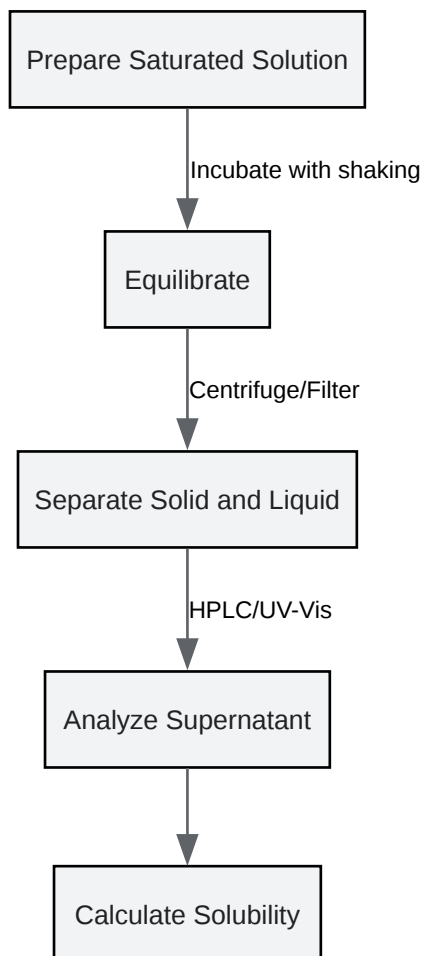 Prepare Saturated Solution
Incubate with shaking
Equilibrate
Centrifuge/Filter
Separate Solid and Liquid
HPLC/UV-Vis
Analyze Supernatant
Calculate Solubility